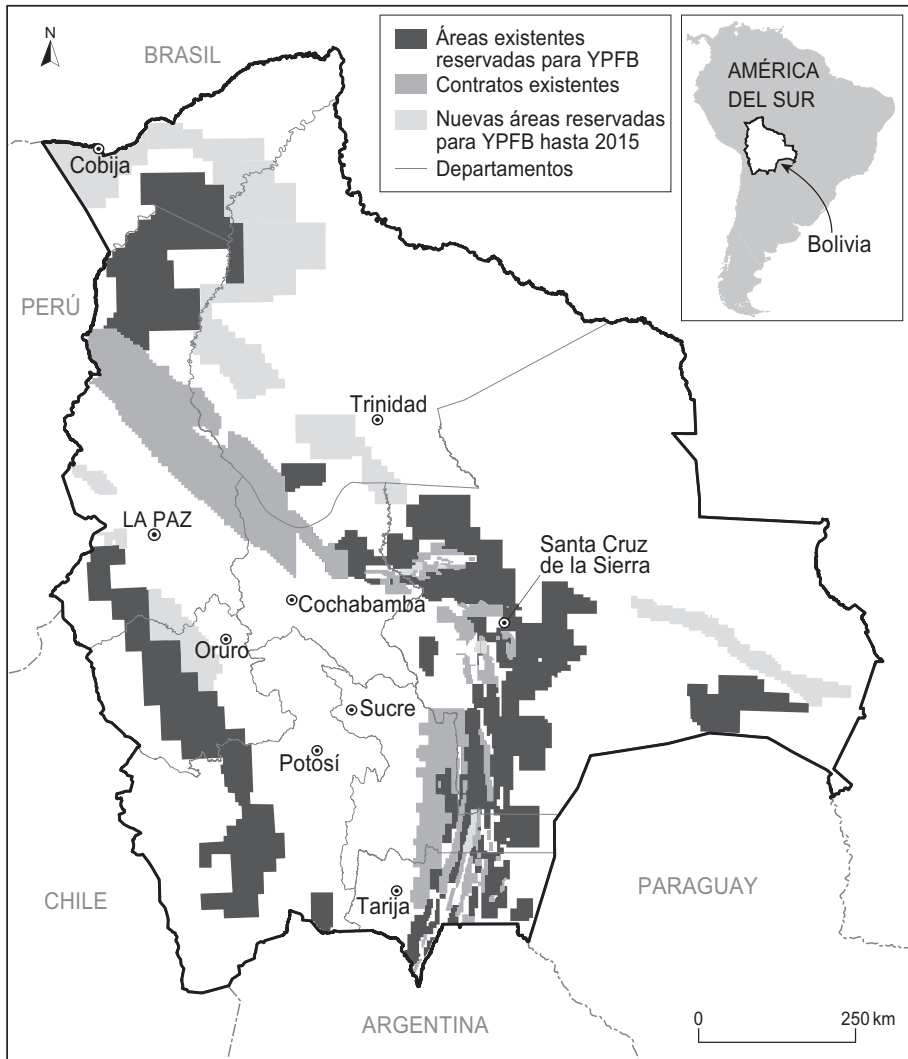 N
BRASIL
Áreas existentes
reservadas para YPFB
Contratos existentes
Nuevas áreas reservadas
para YPFB hasta 2015
Departamentos
AMÉRICA
DEL SUR
Bolivia
Cobija
PERÚ
Trinidad
LA PAZ
Santa Cruz
de la Sierra
Cochabamba
Oruro
Sucre
Potosí
Tarija
CHILE
PARAGUAY
ARGENTINA
0 250 km